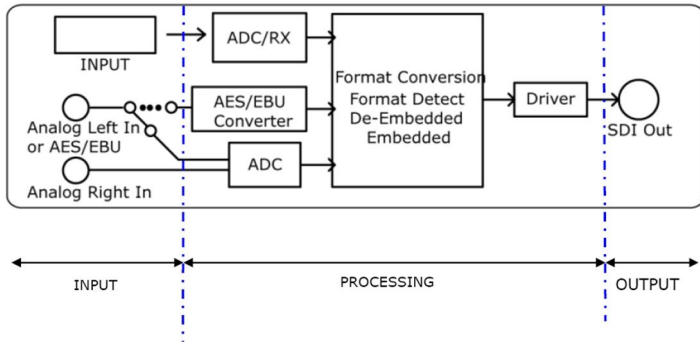 INPUT
ADC/RX
Format Conversion
Format Detect
De-Embedded
Embedded
Analog Left In
or AES/EBU
AES/EBU
Converter
ADC
Analog Right In
Driver
SDI Out
INPUT
PROCESSING
OUTPUT